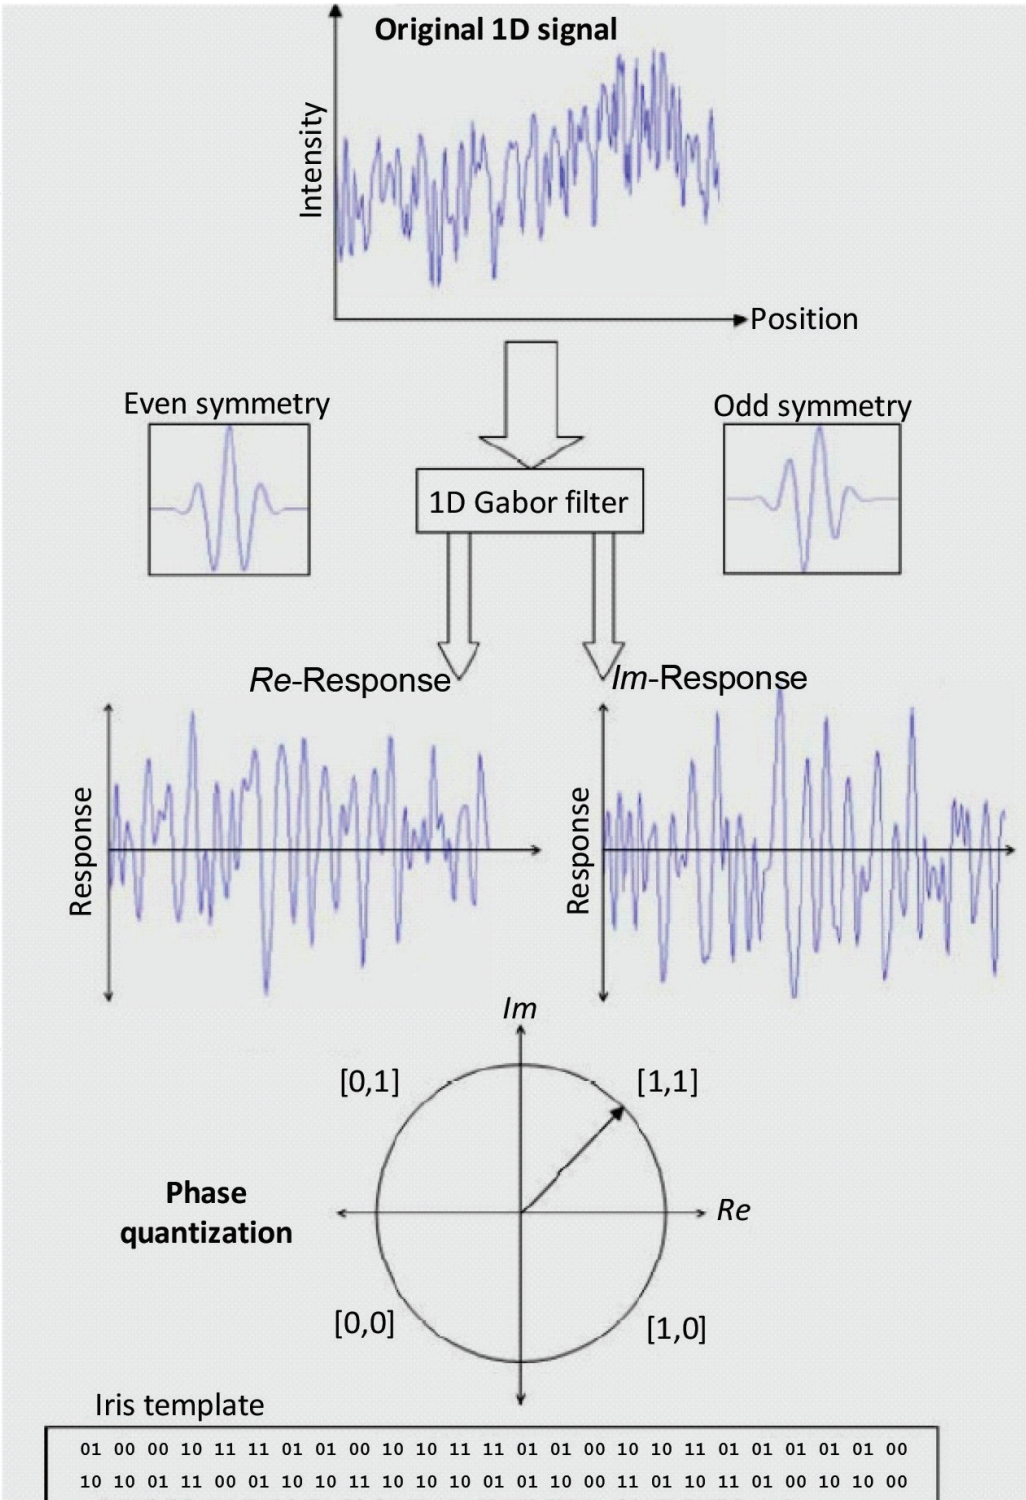 Original 1D signal
Intensity
Position
Even symmetry
Odd symmetry
1D Gabor filter
Re-Response
Im-Response
Response
Response
Im
[0,1]
[1,1]
Phase
quantization
Re
[0,0]
[1,0]
Iris template
01 00 00 10 11 11 01 01 00 10 10 11 11 01 01 00 10 10 11 01 01 01 01 01 00
10 10 01 11 00 01 10 10 11 10 10 10 01 01 10 00 11 01 10 11 01 00 10 10 00